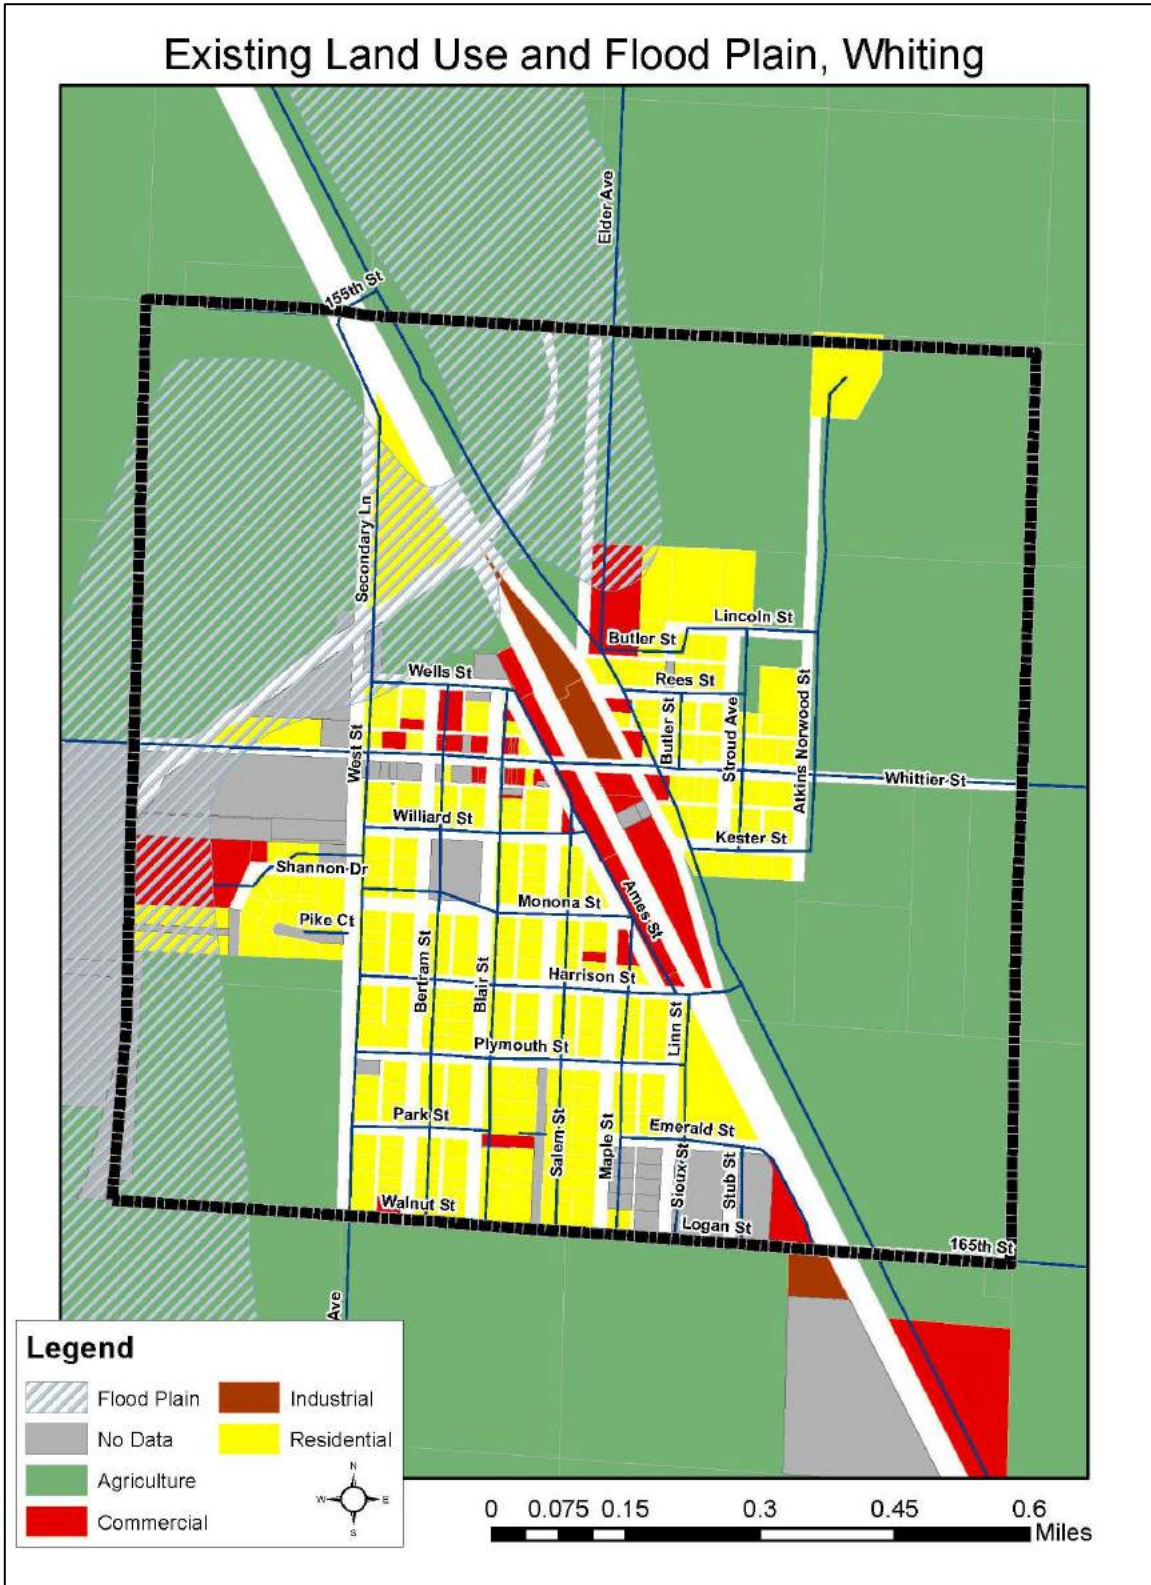 Existing Land Use and Flood Plain, Whiting
Elder Ave
155th St
Secondary Ln
Lincoln St
Butler St
Wells St
Rees St
West St
Butler St
Stroud Ave
Atkins Norwood St
Whittier St
Williard St
Kester St
Shannon Dr
Ames St
Monona St
Pike Ct
Bertram St
Blair St
Harrison St
Linn St
Plymouth St
Park St
Salem St
Maple St
Emerald St
Sioux St
Stub St
Walnut St
Logan St
165th St
Ave
Legend
Flood Plain
Industrial
No Data
Residential
Agriculture
Commercial
N
W
E
S
0 0.075 0.15 0.3 0.45 0.6
Miles